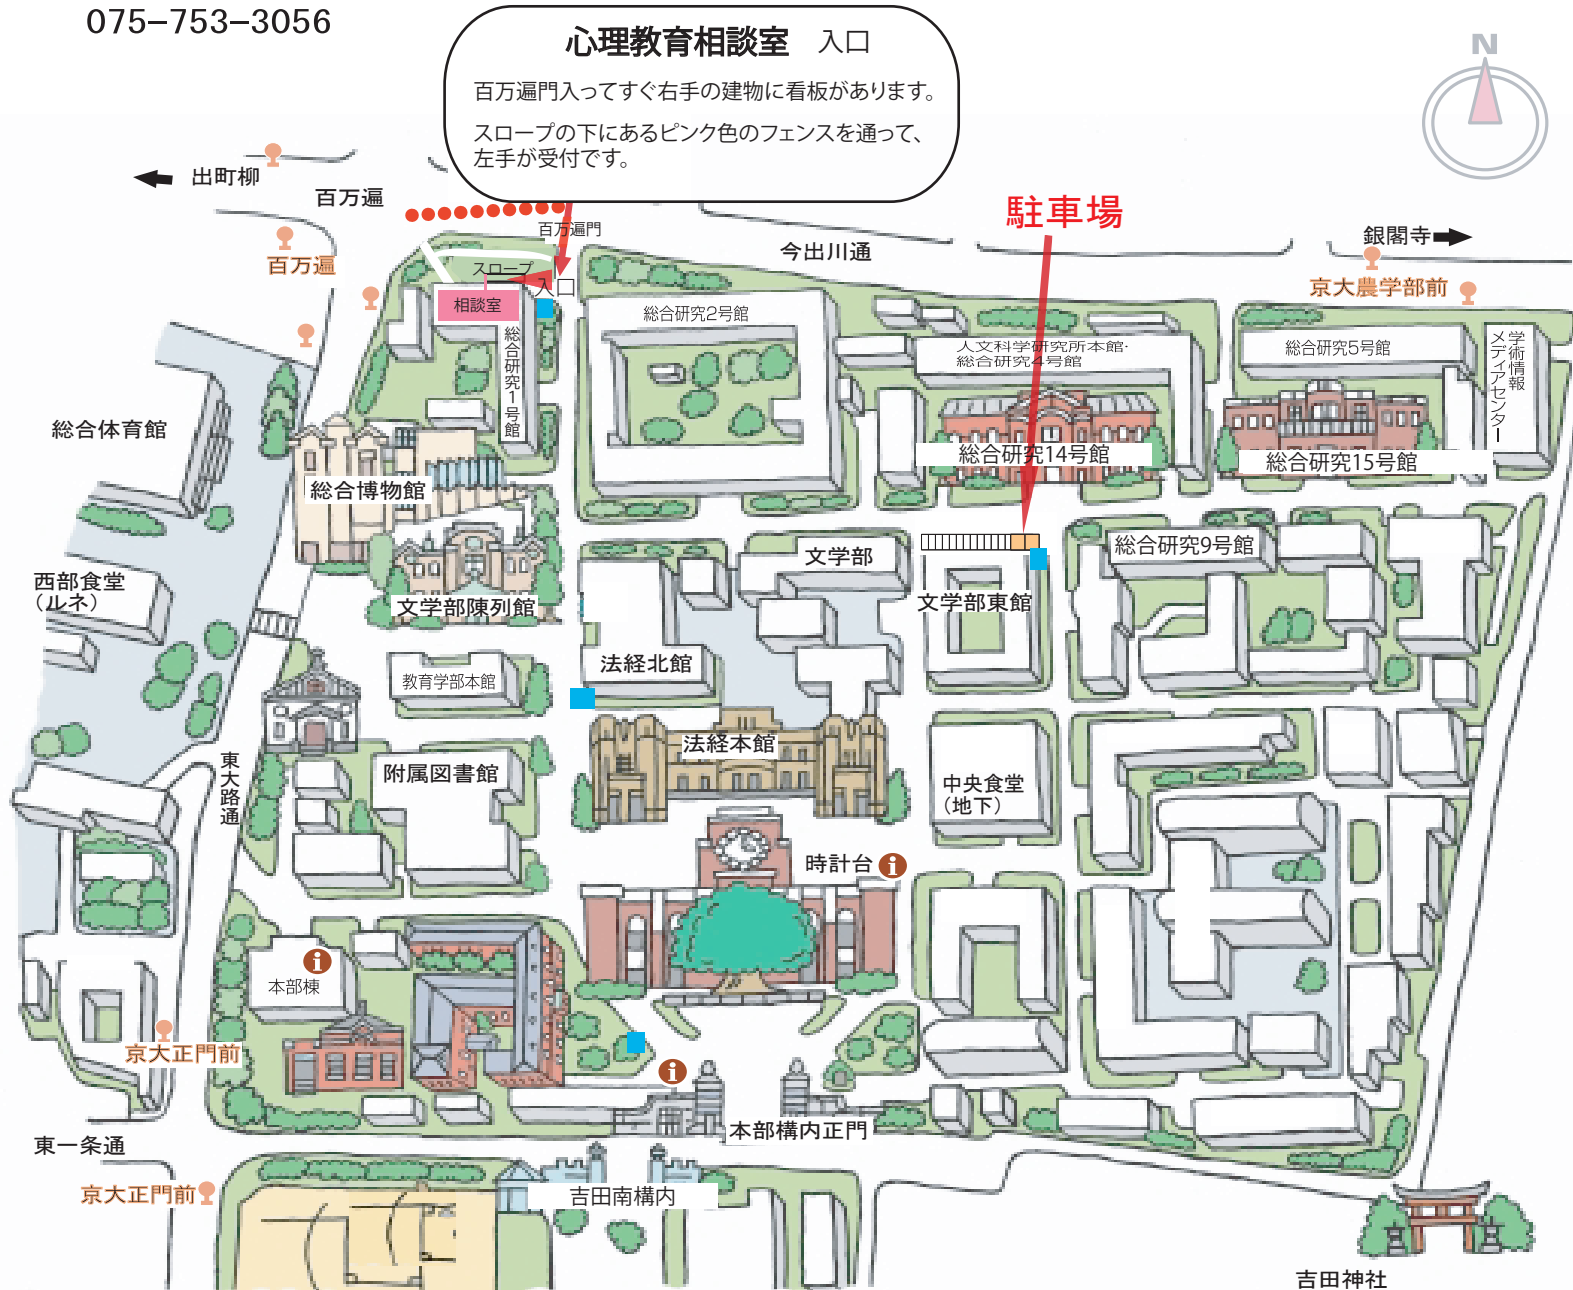 075-753-3056
心理教育相談室 入口
百万遍門入ってすぐ右手の建物に看板があります。
スロープの下にあるピンク色のフェンスを通って、
左手が受付です。
N
出町柳
百万遍
百万遍門
駐車場
今出川通
銀閣寺
百万遍
スロープ
入口
京大農学部前
相談室
総合研究2号館
総合研究1号館
人文科学研究所本館・
総合研究4号館
総合研究5号館
学術情報
メディアセンター
総合体育館
総合研究14号館
総合研究15号館
総合博物館
文学部
総合研究9号館
西部食堂
(ルネ)
文学部陳列館
文学部東館
法経北館
教育学部本館
法経本館
東大路通
附属図書館
中央食堂
(地下)
時計台 i
i
本部棟
京大正門前
i
本部構内正門
東一条通
京大正門前
吉田南構内
吉田神社